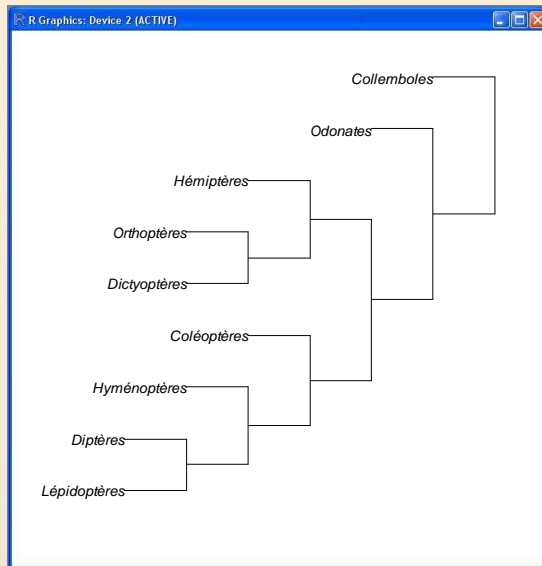 R Graphics: Device 2 (ACTIVE)
Collemboles
Odonates
Hémiptères
Orthoptères
Dictyoptères
Coléoptères
Hyménoptères
Diptères
Lépidoptères